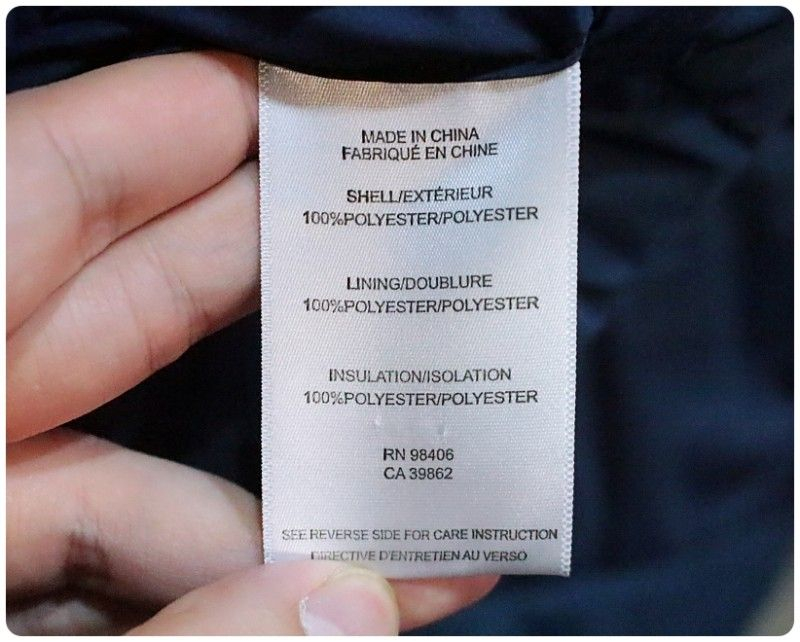 MADE IN CHINA
FABRIQUÉ EN CHINE
SHELL/EXTÉRIEUR
100%POLYESTER/POLYESTER
LINING/DOUBLURE
100%POLYESTER/POLYESTER
INSULATION/ISOLATION
100%POLYESTER/POLYESTER
RN 98406
CA 39862
SEE REVERSE SIDE FOR CARE INSTRUCTION
DIRECTIVE D'ENTRETIEN AU VERSO